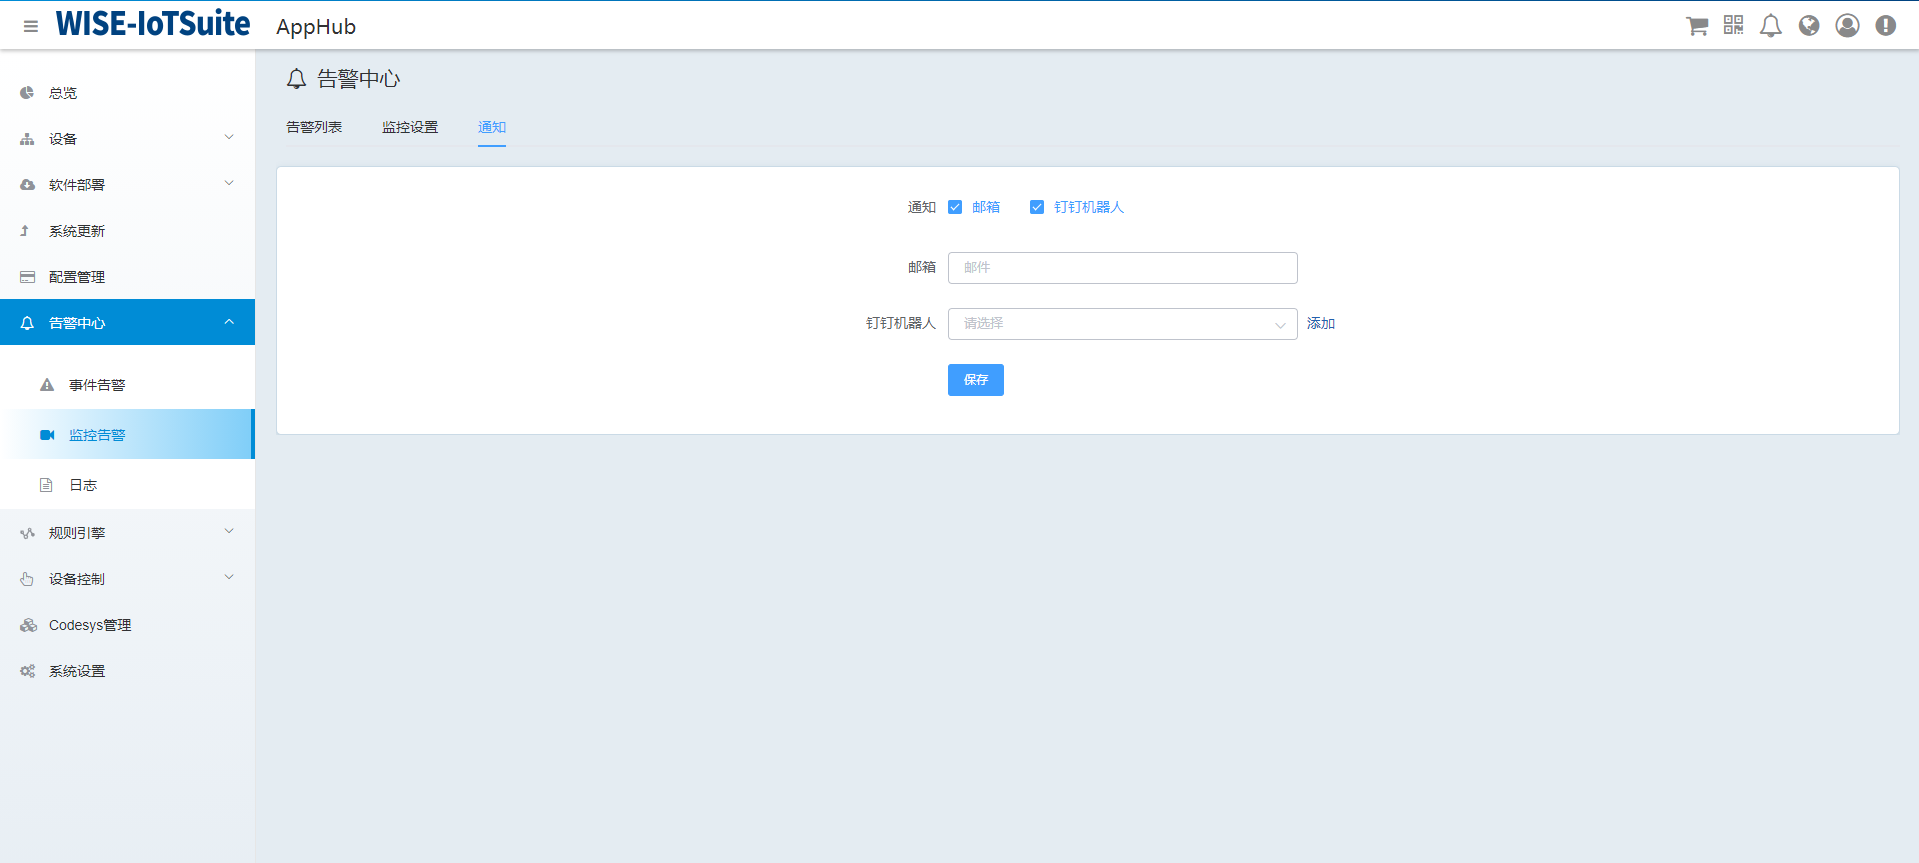 WISE-IoTSuite AppHub
总览
设备
软件部署
系统更新
配置管理
告警中心
事件告警
监控告警
日志
规则引擎
设备控制
Codesys管理
系统设置
告警中心
告警列表 监控设置 通知
通知 邮箱 钉钉机器人
邮箱 邮件
钉钉机器人 请选择 添加
保存